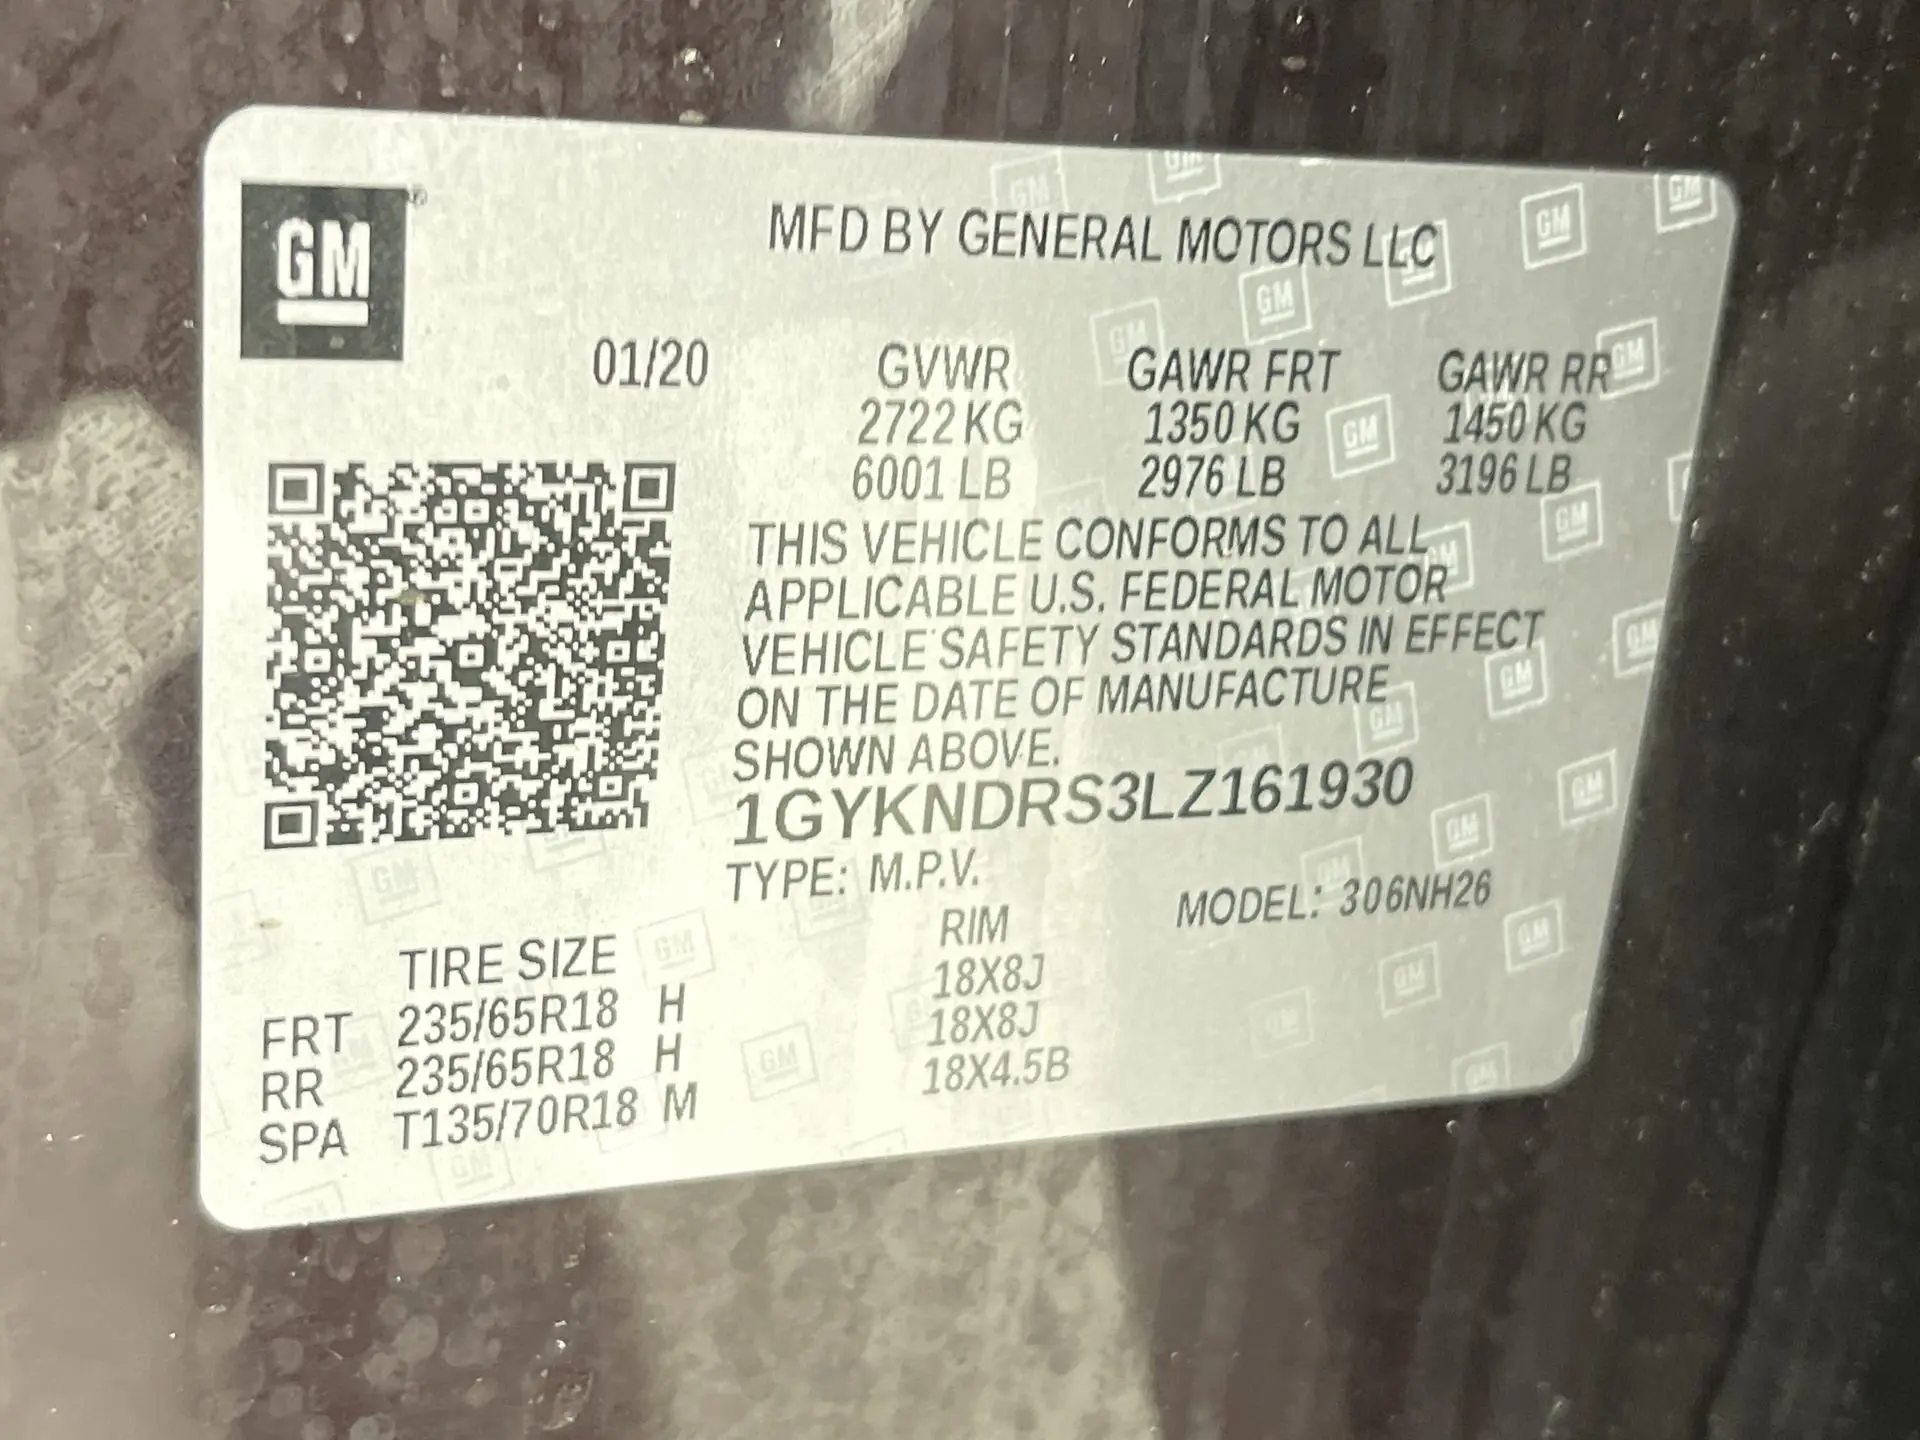 GM
MFD BY GENERAL MOTORS LLC
01/20 GVWR GAWR FRT GAWR RR
2722 KG 1350 KG 1450 KG
6001 LB 2976 LB 3196 LB
THIS VEHICLE CONFORMS TO ALL
APPLICABLE U.S. FEDERAL MOTOR
VEHICLE SAFETY STANDARDS IN EFFECT
ON THE DATE OF MANUFACTURE
SHOWN ABOVE.
1GYKNDRS3LZ161930
TYPE: M.P.V. MODEL: 306NH26
TIRE SIZE RIM
FRT 235/65R18 H 18X8J
RR 235/65R18 H 18X8J
SPA T135/70R18 M 18X4.5B